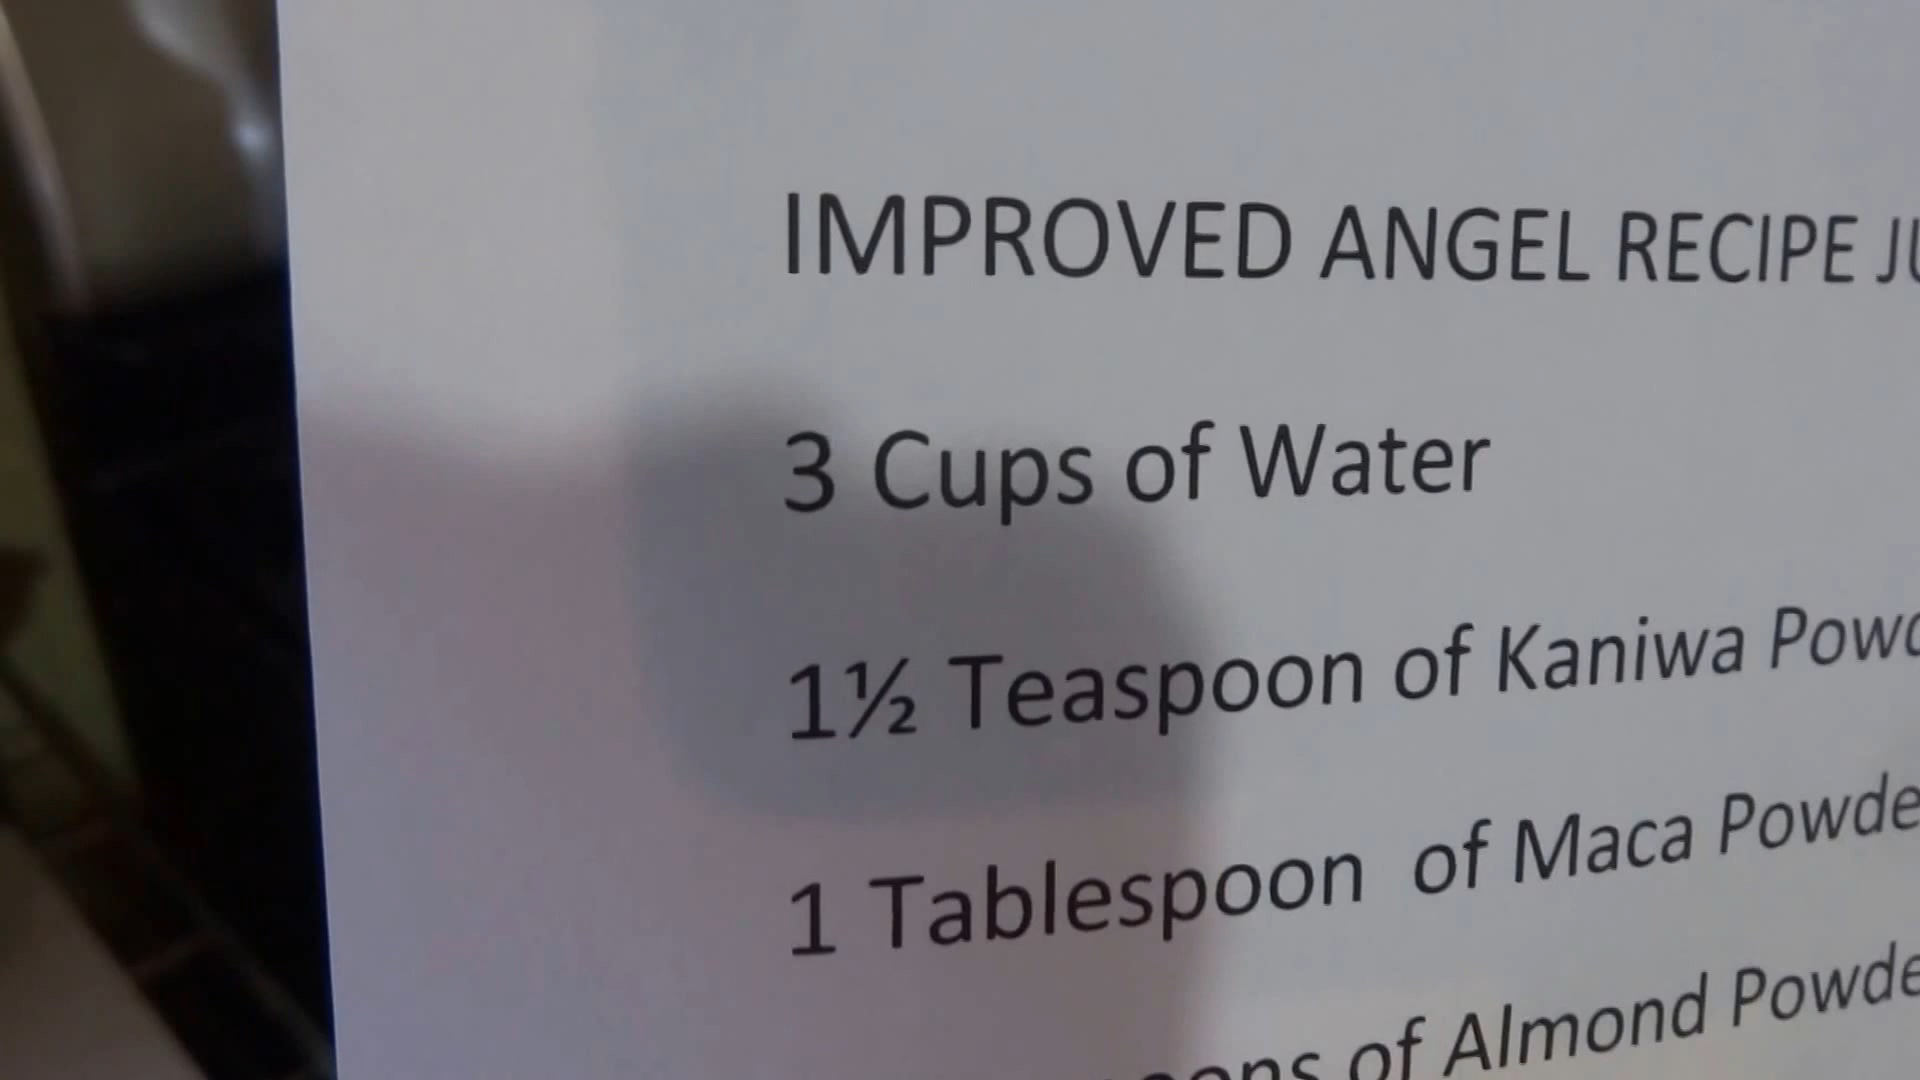 IMPROVED ANGEL RECIPE
3 Cups of Water
1½ Teaspoon of Kaniwa
1 Tablespoon of Maca
of Almond